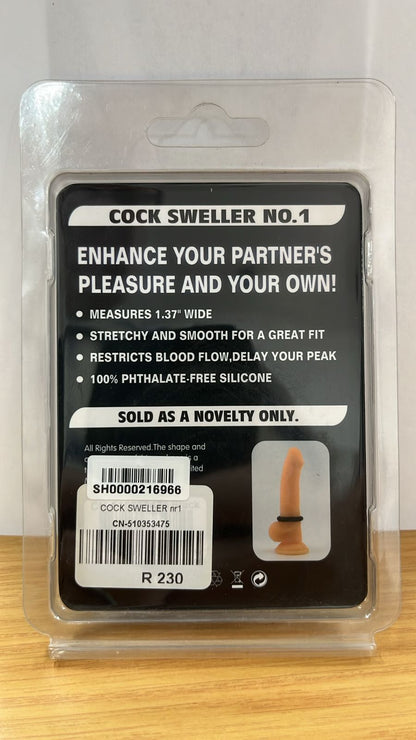 COCK SWELLER NO.1
ENHANCE YOUR PARTNER'S
PLEASURE AND YOUR OWN!
● MEASURES 1.37" WIDE
● STRETCHY AND SMOOTH FOR A GREAT FIT
● RESTRICTS BLOOD FLOW,DELAY YOUR PEAK
● 100% PHTHALATE-FREE SILICONE
SOLD AS A NOVELTY ONLY.
All Rights Reserved.The shape and
SH0000216966
COCK SWELLER nr1
CN-510353475
R 230